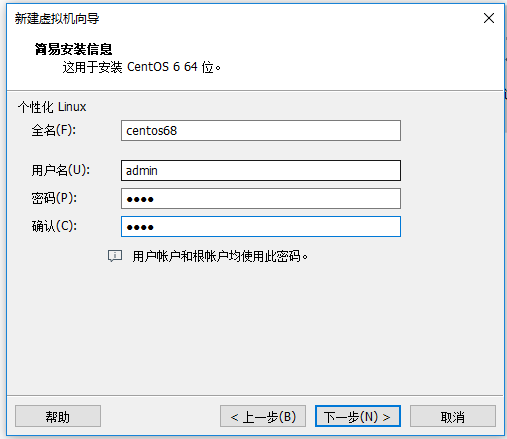 新建虚拟机向导
简易安装信息
这用于安装 CentOS 6 64 位。
个性化 Linux
全名(F): centos68
用户名(U): admin
密码(P): ●●●●
确认(C): ●●●●
用户帐户和根帐户均使用此密码。
帮助 < 上一步(B) 下一步(N) > 取消